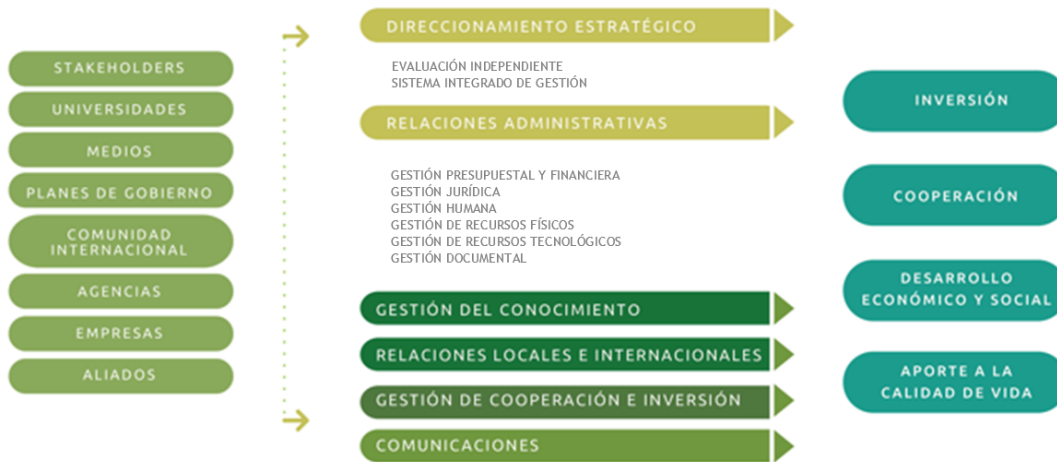 STAKEHOLDERS
UNIVERSIDADES
MEDIOS
PLANES DE GOBIERNO
COMUNIDAD
INTERNACIONAL
AGENCIAS
EMPRESAS
ALIADOS
DIRECCIONAMIENTO ESTRATÉGICO
EVALUACIÓN INDEPENDIENTE
SISTEMA INTEGRADO DE GESTIÓN
RELACIONES ADMINISTRATIVAS
GESTIÓN PRESUPUESTAL Y FINANCIERA
GESTIÓN JURÍDICA
GESTIÓN HUMANA
GESTIÓN DE RECURSOS FÍSICOS
GESTIÓN DE RECURSOS TECNOLÓGICOS
GESTIÓN DOCUMENTAL
GESTIÓN DEL CONOCIMIENTO
RELACIONES LOCALES E INTERNACIONALES
GESTIÓN DE COOPERACIÓN E INVERSIÓN
COMUNICACIONES
INVERSIÓN
COOPERACIÓN
DESARROLLO
ECONÓMICO Y SOCIAL
APORTE A LA
CALIDAD DE VIDA